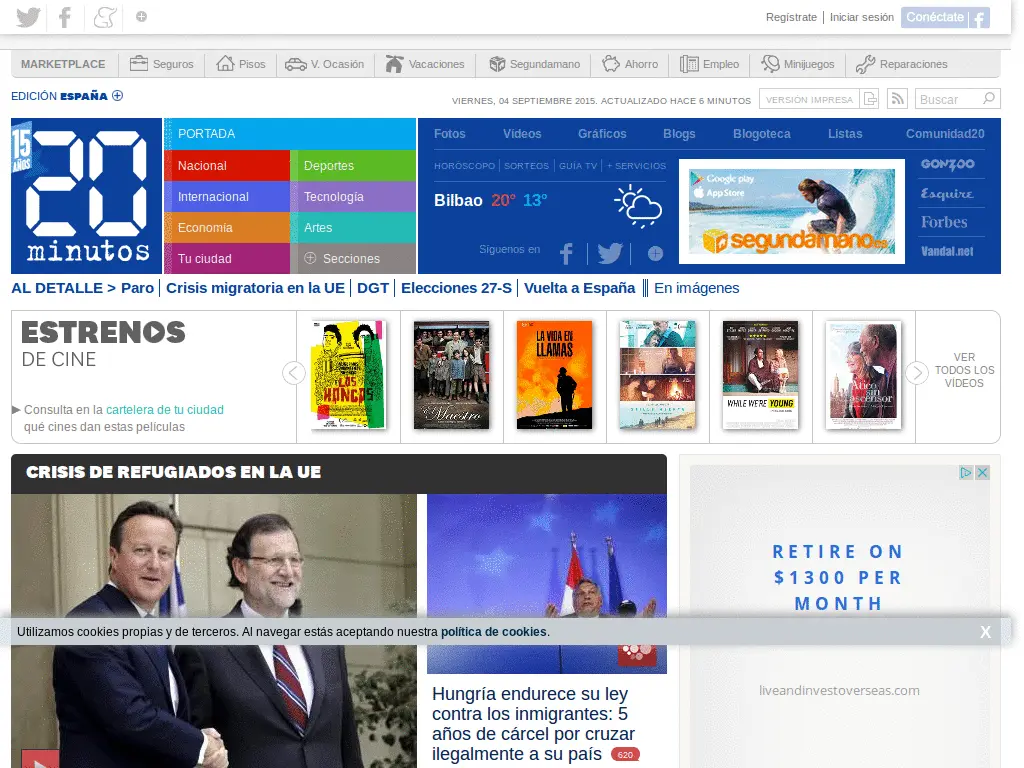 Regístrate | Iniciar sesión Conéctate
MARKETPLACE Seguros Pisos V. Ocasión Vacaciones Segundamano Ahorro Empleo Minijuegos Reparaciones
EDICIÓN ESPAÑA
VIERNES, 04 SEPTIEMBRE 2015. ACTUALIZADO HACE 6 MINUTOS VERSIÓN IMPRESA Buscar
15 AÑOS
20
minutos
PORTADA
Nacional Deportes
Internacional Tecnología
Economía Artes
Tu ciudad Secciones
Fotos Vídeos Gráficos Blogs Blogoteca Listas Comunidad20
HORÓSCOPO | SORTEOS | GUÍA TV | + SERVICIOS
Bilbao 20° 13°
Síguenos en
Google play
App Store
segundamano.es
GONZOO
Esquire
Forbes
Vandal.net
AL DETALLE > Paro | Crisis migratoria en la UE | DGT | Elecciones 27-S | Vuelta a España || En imágenes
ESTRENOS
DE CINE
Consulta en la cartelera de tu ciudad
qué cines dan estas películas
LOS HONGOS
el Maestro
LA VIDA EN
LLAMAS
WHILE WE'RE YOUNG
Ático sin ascensor
VER
TODOS LOS
VÍDEOS
CRISIS DE REFUGIADOS EN LA UE
RETIRE ON
$1300 PER
MONTH
liveandinvestoverseas.com
Utilizamos cookies propias y de terceros. Al navegar estás aceptando nuestra política de cookies. X
Hungría endurece su ley
contra los inmigrantes: 5
años de cárcel por cruzar
ilegalmente a su país 620